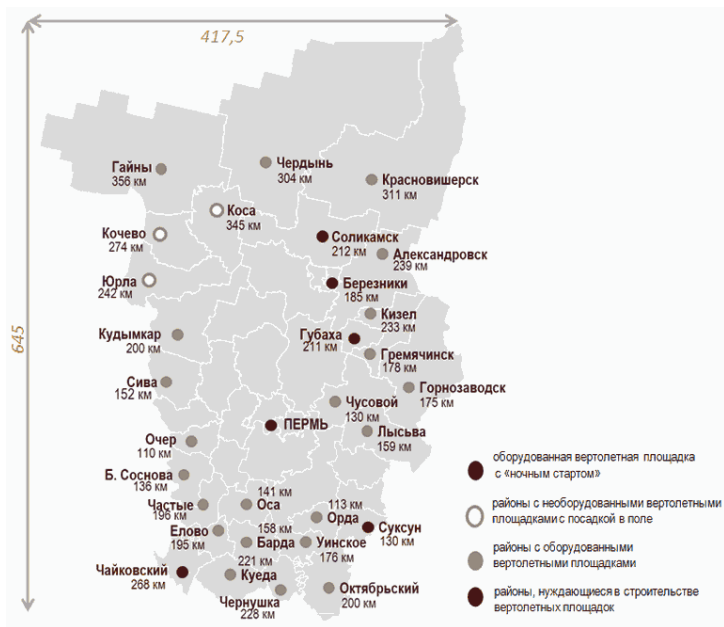 417,5
645
Гайны
356 км
Чердынь
304 км
Красновишерск
311 км
Коса
345 км
Кочево
274 км
Соликамск
212 км
Александровск
239 км
Юрла
242 км
Березники
185 км
Кизел
233 км
Кудымкар
200 км
Губаха
211 км
Гремячинск
178 км
Сива
152 км
Горнозаводск
175 км
Чусовой
130 км
ПЕРМЬ
Лысьва
159 км
Очер
110 км
Б. Соснова
136 км
141 км
Оса
Частые
196 км
113 км
Орда
Суксун
130 км
Елово
195 км
158 км
Барда
Уинское
176 км
Чайковский
268 км
221 км
Куеда
Чернушка
228 км
Октябрьский
200 км
оборудованная вертолетная площадка
с «ночным стартом»
районы с необорудованными вертолетными
площадками с посадкой в поле
районы с оборудованными
вертолетными площадками
районы, нуждающиеся в строительстве
вертолетных площадок